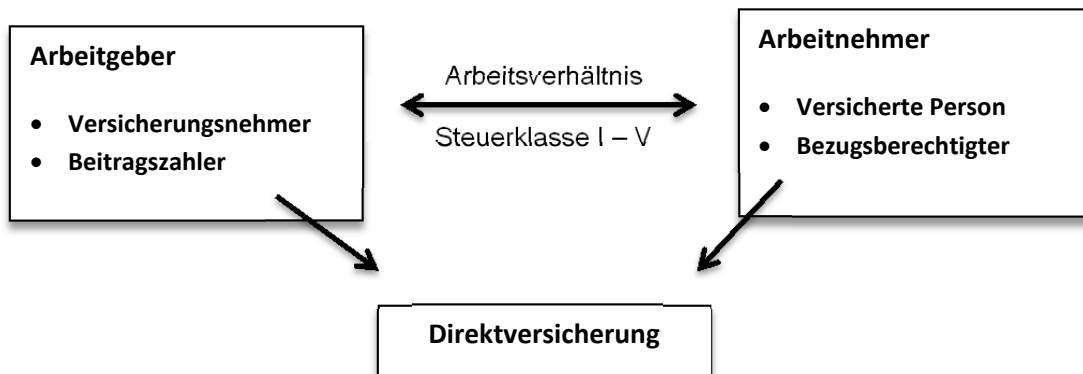 Arbeitgeber
• Versicherungsnehmer
• Beitragszahler
Arbeitsverhältnis
Steuerklasse I – V
Arbeitnehmer
• Versicherte Person
• Bezugsberechtigter
Direktversicherung